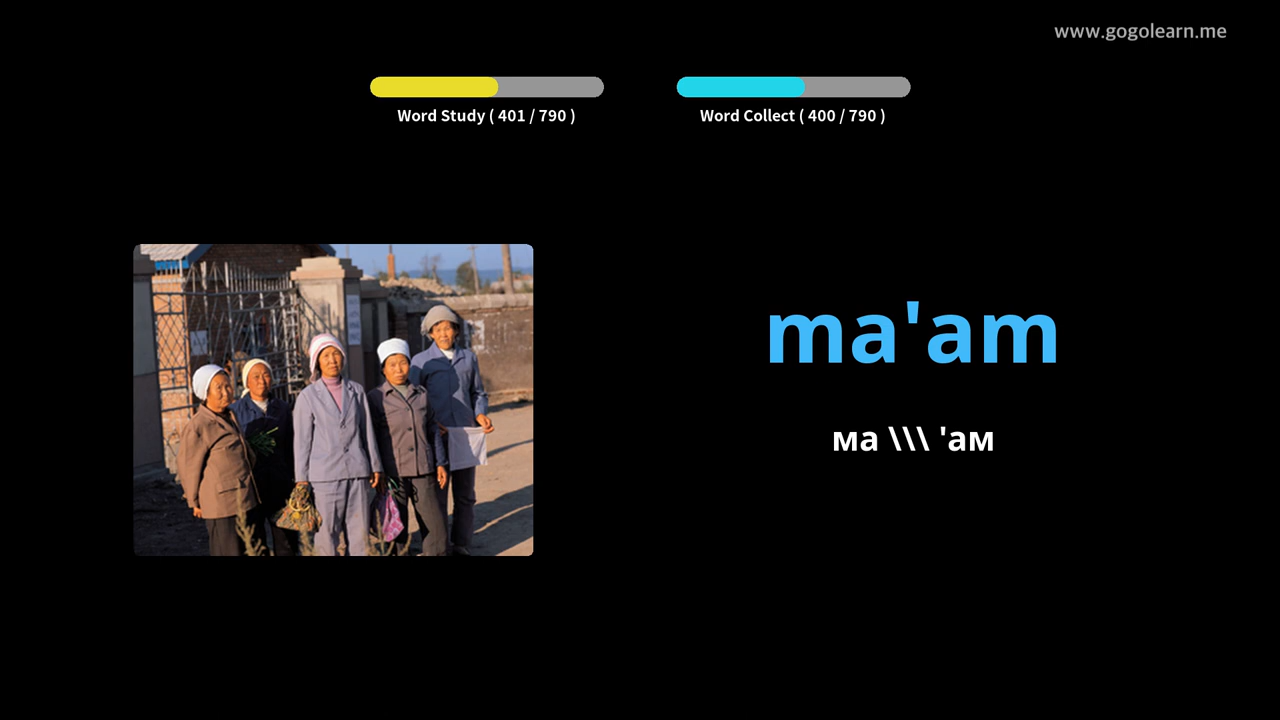 www.gogolearn.me
Word Study ( 401 / 790 )
Word Collect ( 400 / 790 )
ma'am
ма \\\ 'ам